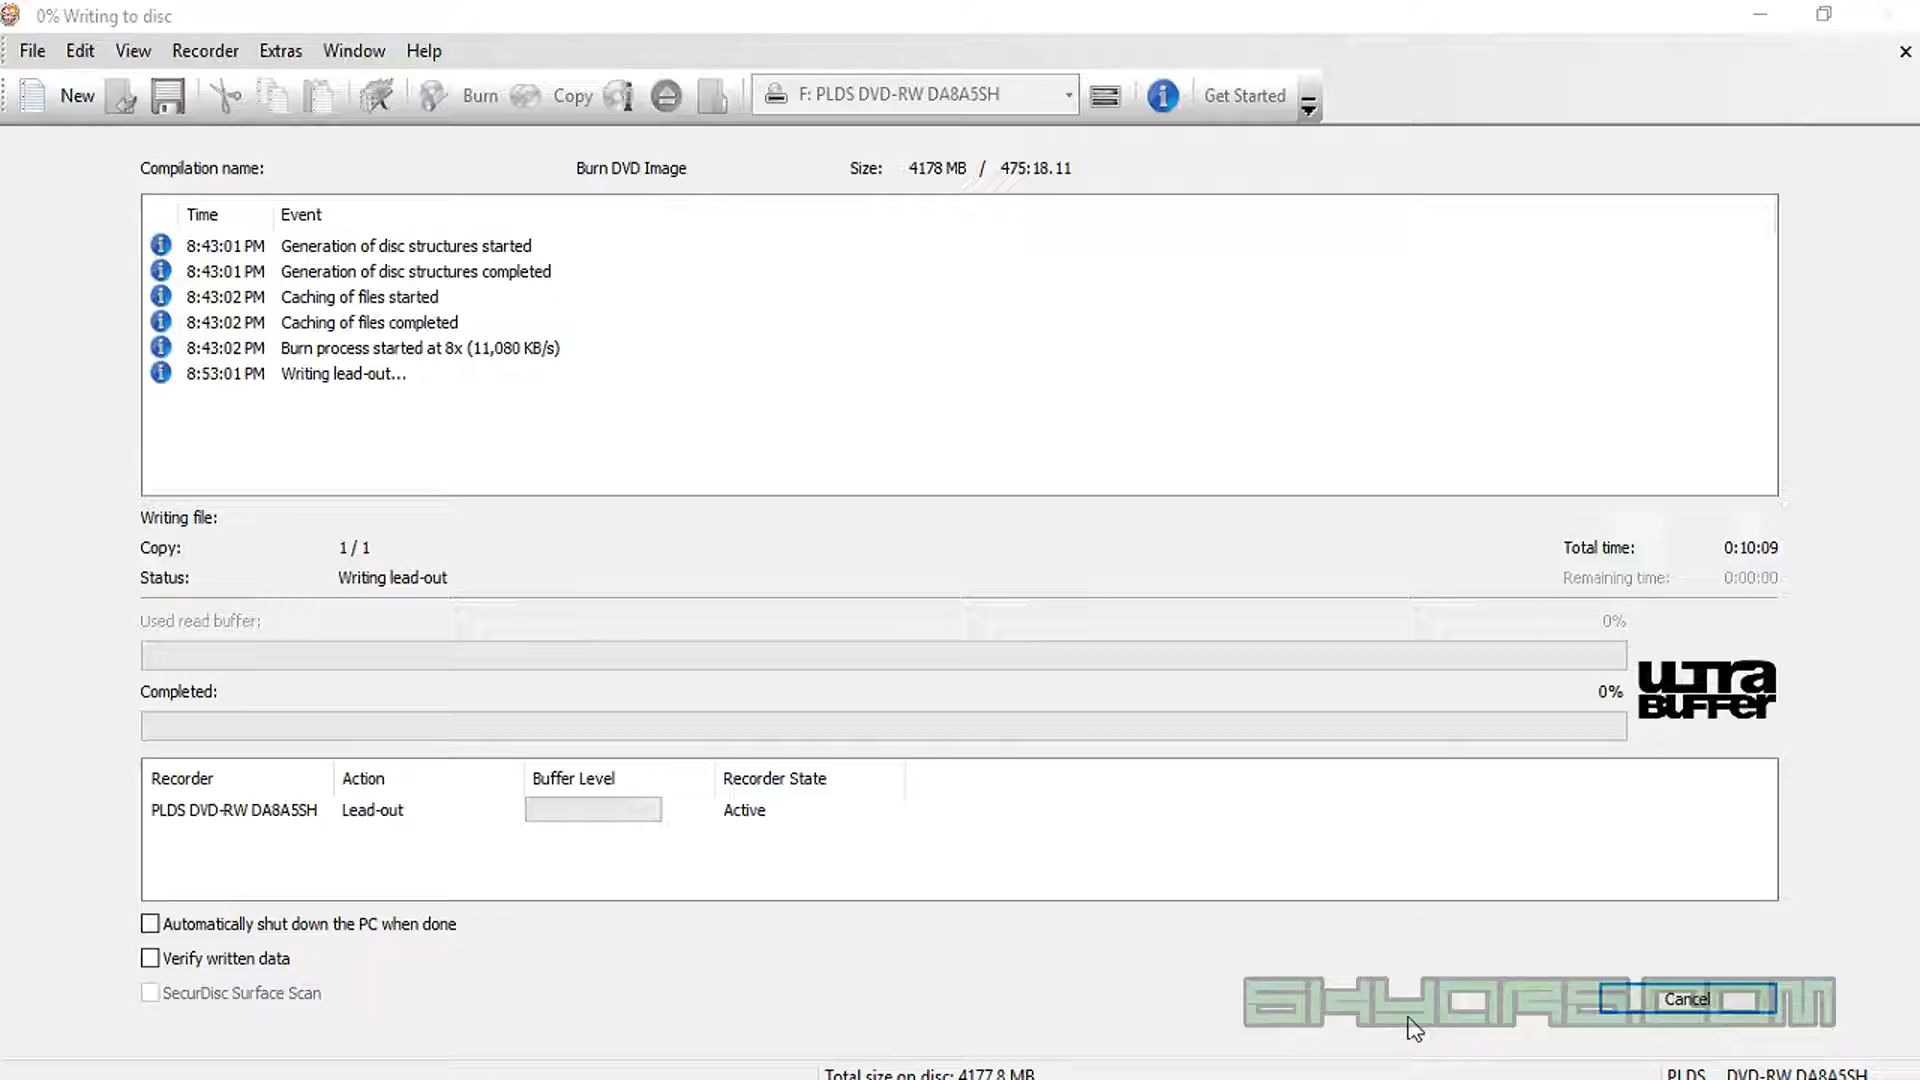 0% Writing to disc
File Edit View Recorder Extras Window Help
New Burn Copy F: PLDS DVD-RW DA8A5SH Get Started
Compilation name: Burn DVD Image Size: 4178 MB / 475:18.11
Time Event
8:43:01 PM Generation of disc structures started
8:43:01 PM Generation of disc structures completed
8:43:02 PM Caching of files started
8:43:02 PM Caching of files completed
8:43:02 PM Burn process started at 8x (11,080 KB/s)
8:53:01 PM Writing lead-out...
Writing file:
Copy: 1 / 1 Total time: 0:10:09
Status: Writing lead-out Remaining time: 0:00:00
Used read buffer: 0%
Completed: 0%
ULTRA
BUFFER
Recorder Action Buffer Level Recorder State
PLDS DVD-RW DA8A5SH Lead-out Active
Automatically shut down the PC when done
Verify written data
SecurDisc Surface Scan
Cancel
Total size on disc: 4177.8 MB PLDS DVD-RW DA8A5SH